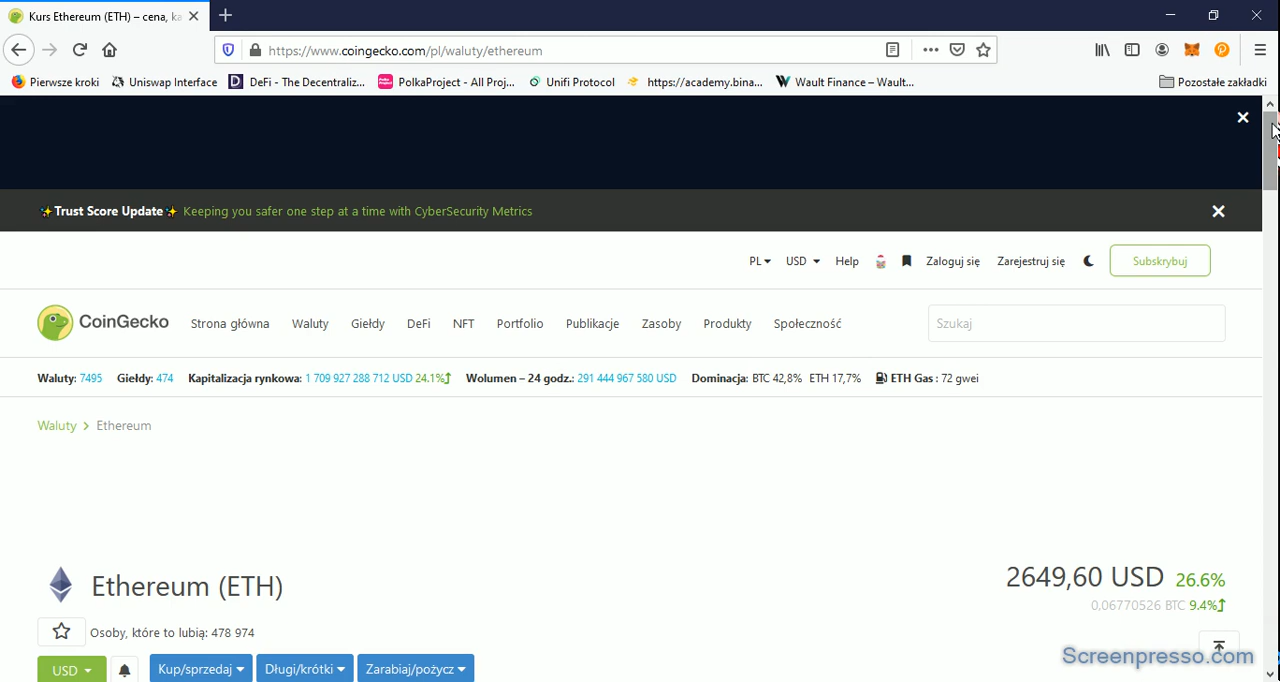 Kurs Ethereum (ETH) – cena, ka
https://www.coingecko.com/pl/waluty/ethereum
Pierwsze kroki Uniswap Interface DeFi - The Decentraliz... PolkaProject - All Proj... Unifi Protocol https://academy.bina... Wault Finance – Wault... Pozostałe zakładki
✨Trust Score Update✨ Keeping you safer one step at a time with CyberSecurity Metrics
PL USD Help Zaloguj się Zarejestruj się Subskrybuj
CoinGecko Strona główna Waluty Giełdy DeFi NFT Portfolio Publikacje Zasoby Produkty Społeczność Szukaj
Waluty: 7495 Giełdy: 474 Kapitalizacja rynkowa: 1 709 927 288 712 USD 24.1% Wolumen – 24 godz.: 291 444 967 580 USD Dominacja: BTC 42,8% ETH 17,7% ETH Gas : 72 gwei
Waluty > Ethereum
Ethereum (ETH) 2649,60 USD 26.6%
0,06770526 BTC 9.4%
Osoby, które to lubią: 478 974
USD Kup/sprzedaj Długi/krótki Zarabiaj/pożycz
Screenpresso.com